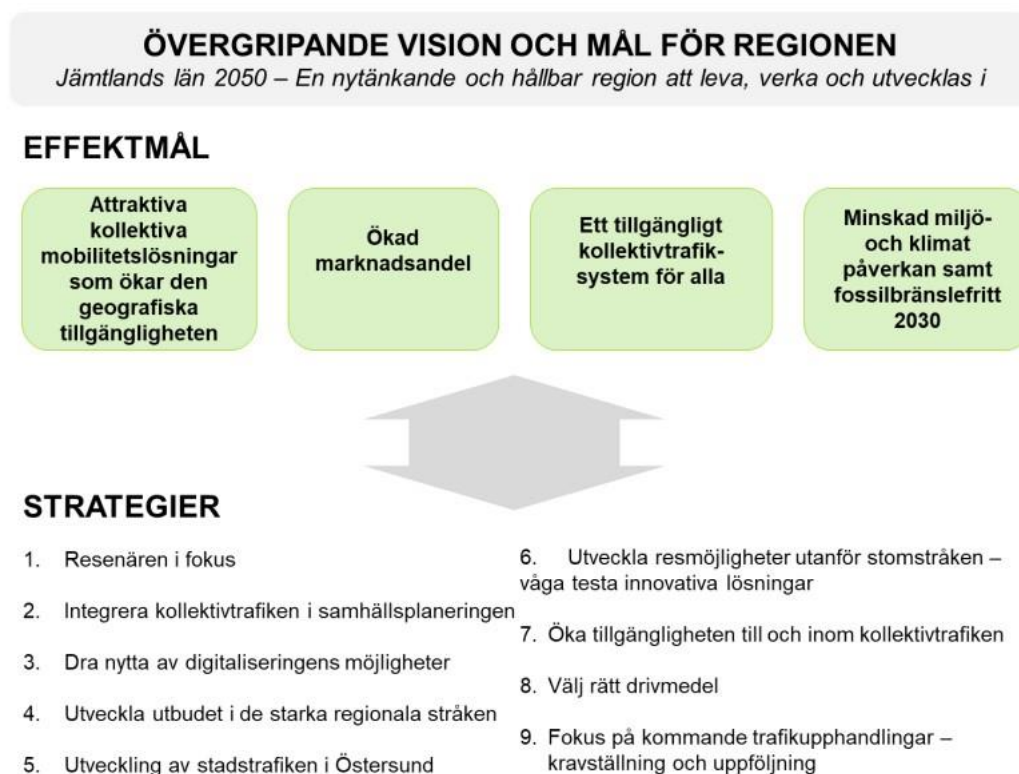 ÖVERGRIPANDE VISION OCH MÅL FÖR REGIONEN
Jämtlands län 2050 – En nytänkande och hållbar region att leva, verka och utvecklas i
EFFEKTMÅL
Attraktiva
kollektiva
mobilitetslösningar
som ökar den
geografiska
tillgängligheten
Ökad
marknadsandel
Ett tillgängligt
kollektivtrafik-
system för alla
Minskad miljö-
och klimat
påverkan samt
fossilbränslefritt
2030
STRATEGIER
1. Resenären i fokus
2. Integrera kollektivtrafiken i samhällsplaneringen
3. Dra nytta av digitaliseringens möjligheter
4. Utveckla utbudet i de starka regionala stråken
5. Utveckling av stadstrafiken i Östersund
6. Utveckla resmöjligheter utanför stomstråken –
våga testa innovativa lösningar
7. Öka tillgängligheten till och inom kollektivtrafiken
8. Välj rätt drivmedel
9. Fokus på kommande trafikupphandlingar –
kravställning och uppföljning